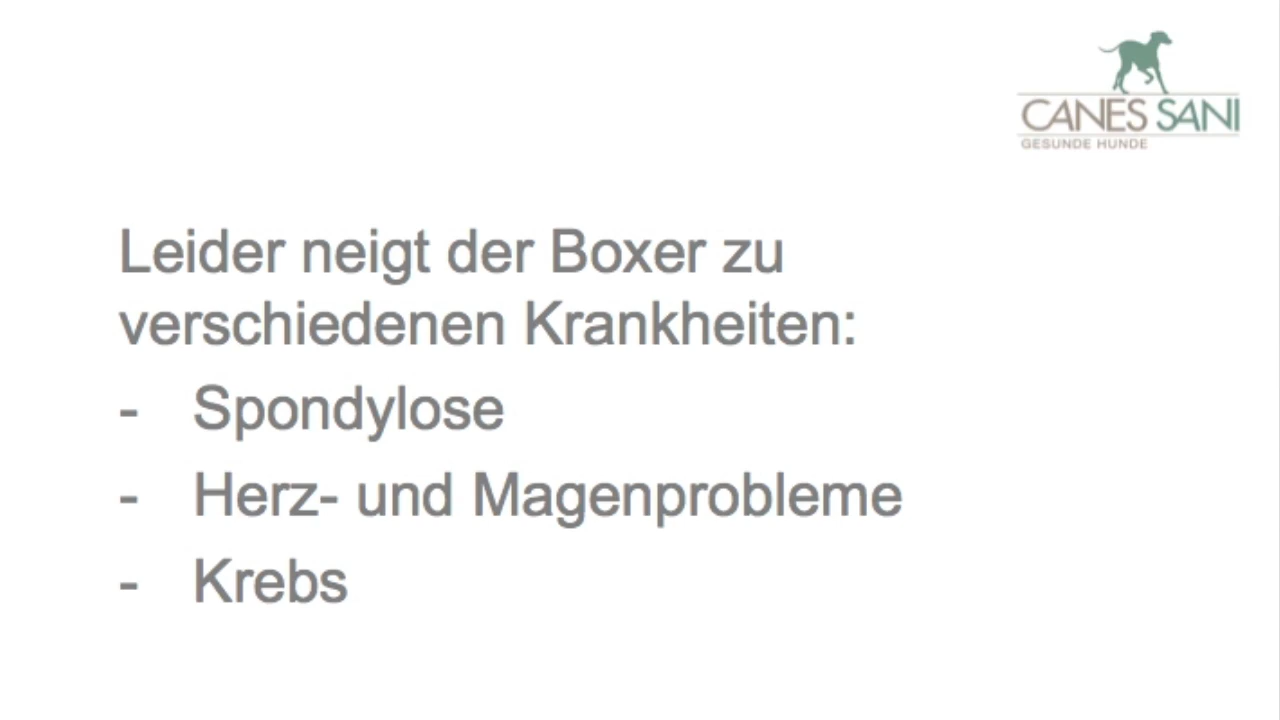 CANES SANI
GESUNDE HUNDE
Leider neigt der Boxer zu
verschiedenen Krankheiten:
- Spondylose
- Herz- und Magenprobleme
- Krebs